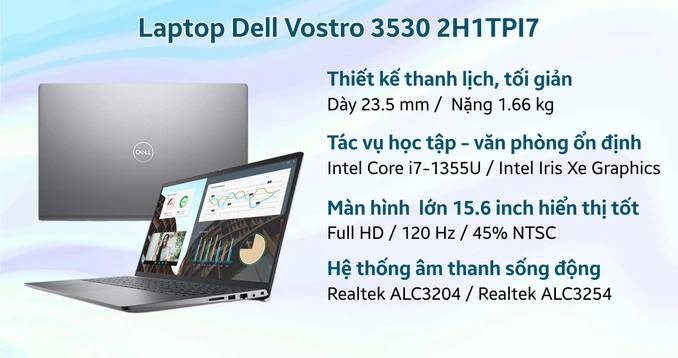 Laptop Dell Vostro 3530 2H1TPI7
Thiết kế thanh lịch, tối giản
Dày 23.5 mm / Nặng 1.66 kg
Tác vụ học tập - văn phòng ổn định
Intel Core i7-1355U / Intel Iris Xe Graphics
Màn hình lớn 15.6 inch hiển thị tốt
Full HD / 120 Hz / 45% NTSC
Hệ thống âm thanh sống động
Realtek ALC3204 / Realtek ALC3254
DELL